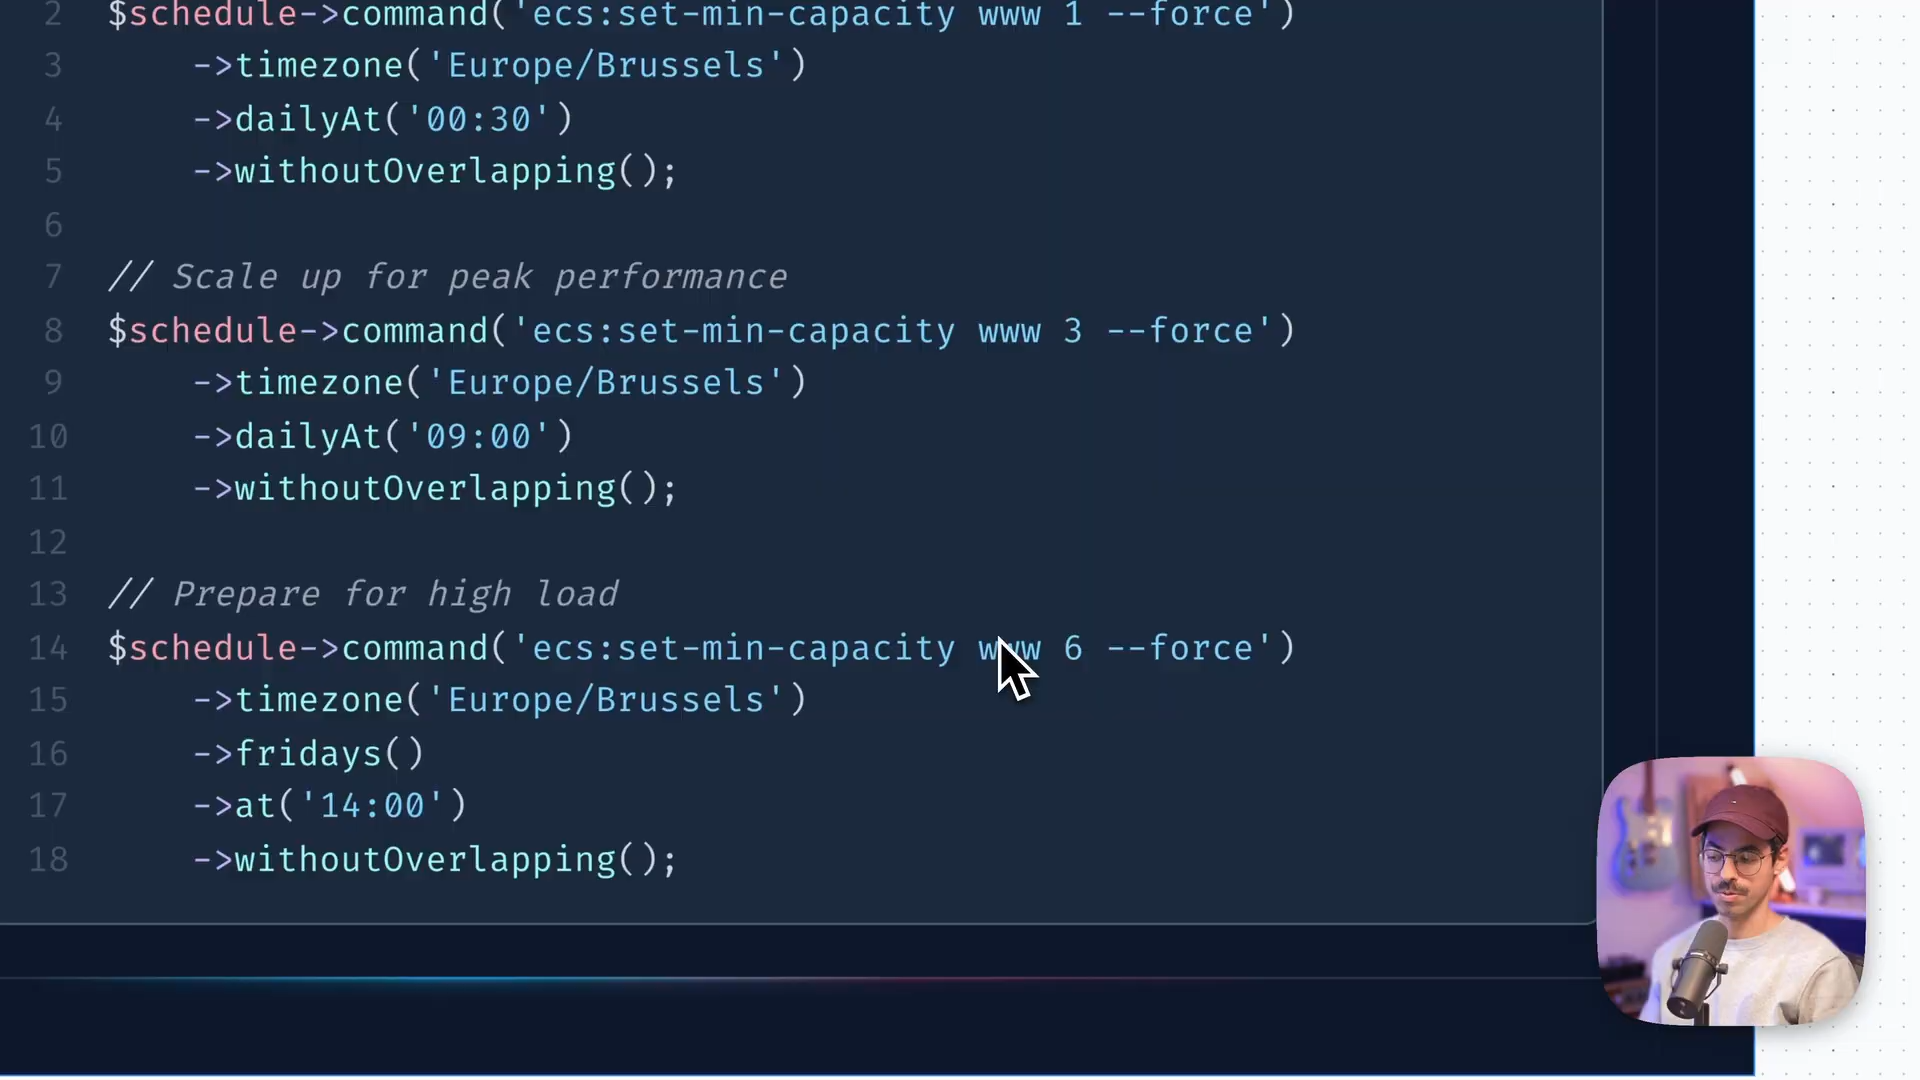 2 $schedule->command('ecs:set-min-capacity www 1 --force')
3 ->timezone('Europe/Brussels')
4 ->dailyAt('00:30')
5 ->withoutOverlapping();
6
7 // Scale up for peak performance
8 $schedule->command('ecs:set-min-capacity www 3 --force')
9 ->timezone('Europe/Brussels')
10 ->dailyAt('09:00')
11 ->withoutOverlapping();
12
13 // Prepare for high load
14 $schedule->command('ecs:set-min-capacity www 6 --force')
15 ->timezone('Europe/Brussels')
16 ->fridays()
17 ->at('14:00')
18 ->withoutOverlapping();